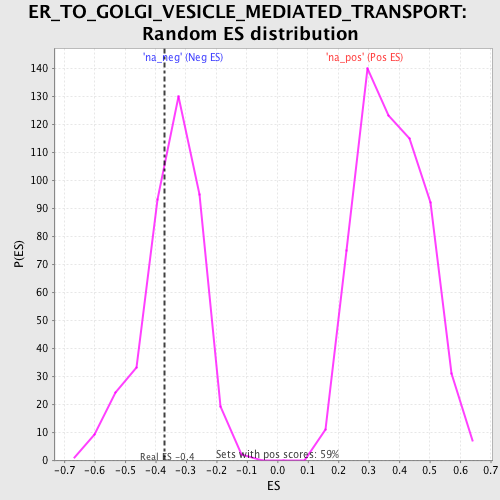 ER_TO_GOLGI_VESICLE_MEDIATED_TRANSPORT:
Random ES distribution
'na_neg' (Neg ES)
'na_pos' (Pos ES)
140
130
120
110
100
90
80
70
60
50
40
30
20
10
0
P(ES)
Real ES -0.4
Sets with pos scores: 59%
-0.7 -0.6 -0.5 -0.4 -0.3 -0.2 -0.1 0.0 0.1 0.2 0.3 0.4 0.5 0.6 0.7
ES